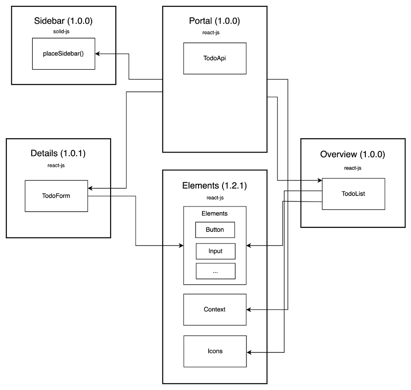 Sidebar (1.0.0)
solid-js
placeSidebar()
Portal (1.0.0)
react-js
TodoApi
Details (1.0.1)
react-js
TodoForm
Elements (1.2.1)
react-js
Elements
Button
Input
...
Context
Icons
Overview (1.0.0)
react-js
TodoList